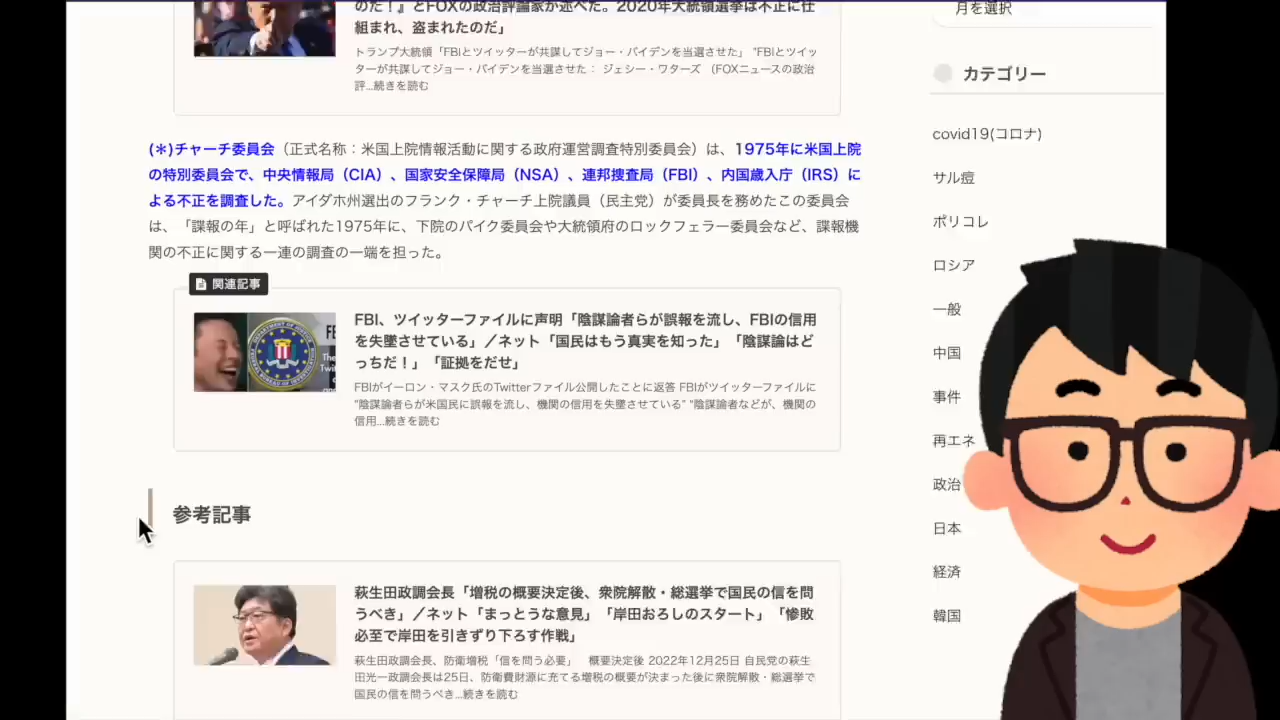 のだ！』とFOXの政治評論家が述べた。2020年大統領選挙は不正に仕
組まれ、盗まれたのだ」
トランプ大統領「FBIとツイッターが共謀してジョー・バイデンを当選させた」 "FBIとツイッ
ターが共謀してジョー・バイデンを当選させた： ジェシー・ワターズ （FOXニュースの政治
評...続きを読む
(＊)チャーチ委員会（正式名称：米国上院情報活動に関する政府運営調査特別委員会）は、1975年に米国上院
の特別委員会で、中央情報局（CIA）、国家安全保障局（NSA）、連邦捜査局（FBI）、内国歳入庁（IRS）に
よる不正を調査した。アイダホ州選出のフランク・チャーチ上院議員（民主党）が委員長を務めたこの委員会
は、「諜報の年」と呼ばれた1975年に、下院のパイク委員会や大統領府のロックフェラー委員会など、諜報機
関の不正に関する一連の調査の一端を担った。
関連記事
FBI、ツイッターファイルに声明「陰謀論者らが誤報を流し、FBIの信用
を失墜させている」／ネット「国民はもう真実を知った」「陰謀論はど
っちだ！」「証拠をだせ」
FBIがイーロン・マスク氏のTwitterファイル公開したことに返答 FBIがツイッターファイルに
"陰謀論者らが米国民に誤報を流し、機関の信用を失墜させている" "陰謀論者などが、機関の
信用...続きを読む
参考記事
萩生田政調会長「増税の概要決定後、衆院解散・総選挙で国民の信を問
うべき」／ネット「まっとうな意見」「岸田おろしのスタート」「惨敗
必至で岸田を引きずり下ろす作戦」
萩生田政調会長、防衛増税「信を問う必要」　概要決定後 2022年12月25日 自民党の萩生
田光一政調会長は25日、防衛費財源に充てる増税の概要が決まった後に衆院解散・総選挙で
国民の信を問うべき...続きを読む
月を選択
カテゴリー
covid19(コロナ)
サル痘
ポリコレ
ロシア
一般
中国
事件
再エネ
政治
日本
経済
韓国